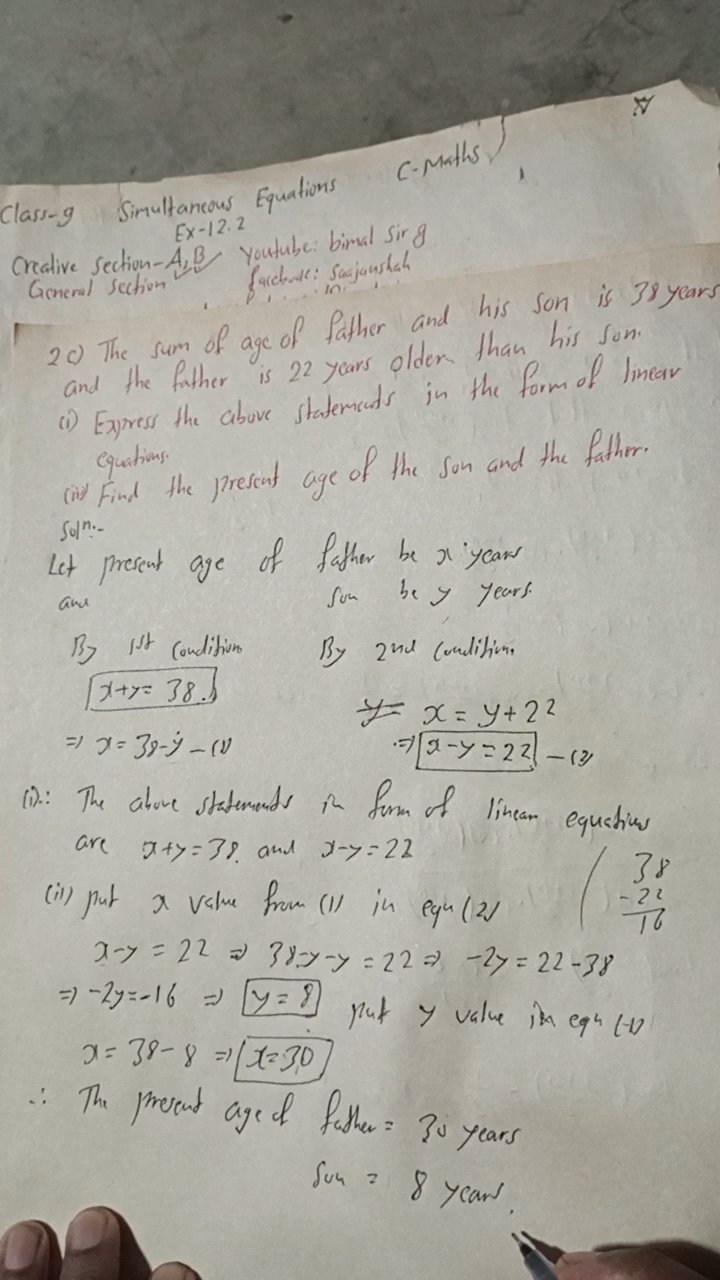 C-Maths
Class-9 Simultaneous Equations
Ex-12.2
Creative section-A,B Youtube: bimal sir g
General section facebook: Saajanshah
2c) The sum of age of father and his son is 38 years
and the father is 22 years older than his son.
(i) Express the above statements in the form of linear
equations.
(ii) Find the present age of the son and the father.
Soln:-
Let present age of father be x years
and son be y years.
By 1st Condition By 2nd Condition
x+y= 38. x = y+22
=> x = 38-y - (1) => x-y = 22 - (2)
(i) ∴ The above statements in form of linear equations
are x+y=38 and x-y=22
38
-22
16
(ii) put x value from (1) in equ (2)
x-y = 22 => 38-y-y = 22 => -2y = 22-38
=> -2y=-16 => y=8 put y value in eqn (1)
x = 38-8 => x=30
∴ The present age of father = 30 years
Son = 8 years.